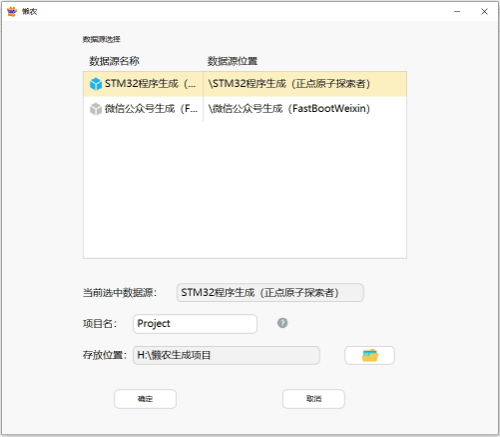 懒农
数据源选择
数据源名称 数据源位置
STM32程序生成（... \STM32程序生成（正点原子探索者）
微信公众号生成（F... \微信公众号生成（FastBootWeixin）
当前选中数据源： STM32程序生成（正点原子探索者）
项目名： Project ?
存放位置： H:\懒农生成项目
确定 取消